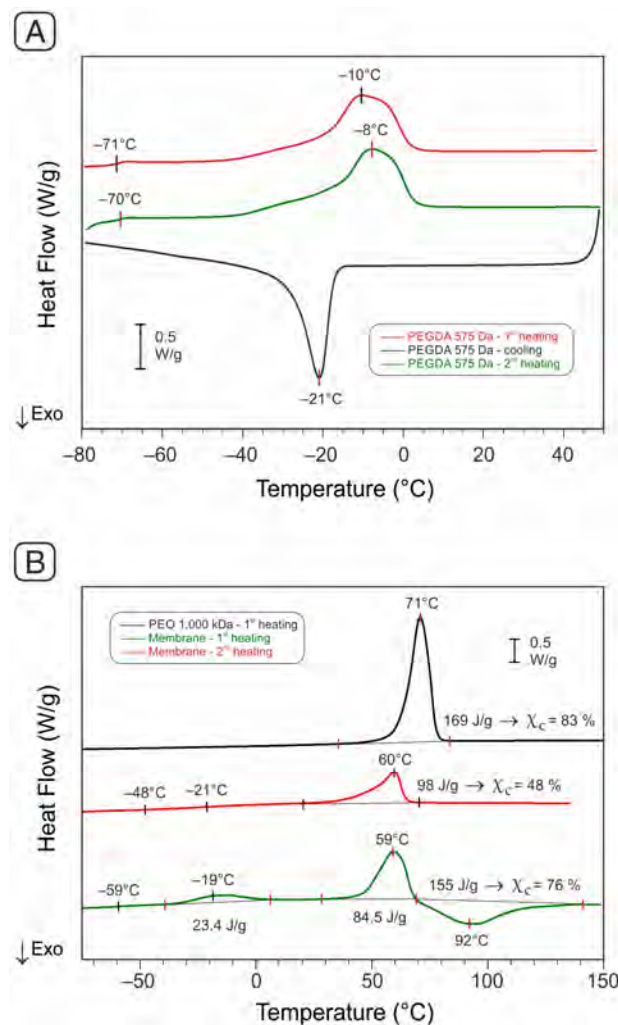 A
–10°C
–71°C
–8°C
–70°C
0.5
W/g
PEGDA 575 Da - 1st heating
PEGDA 575 Da - cooling
PEGDA 575 Da - 2nd heating
–21°C
Heat Flow (W/g)
↓ Exo
–80 –60 –40 –20 0 20 40
Temperature (°C)
B
71°C
PEO 1,000 kDa - 1st heating
Membrane - 1st heating
Membrane - 2nd heating
0.5
W/g
169 J/g → χc = 83 %
60°C
–48°C –21°C
98 J/g → χc = 48 %
59°C
–59°C –19°C
155 J/g → χc = 76 %
23.4 J/g 84.5 J/g
92°C
Heat Flow (W/g)
↓ Exo
–50 0 50 100 150
Temperature (°C)